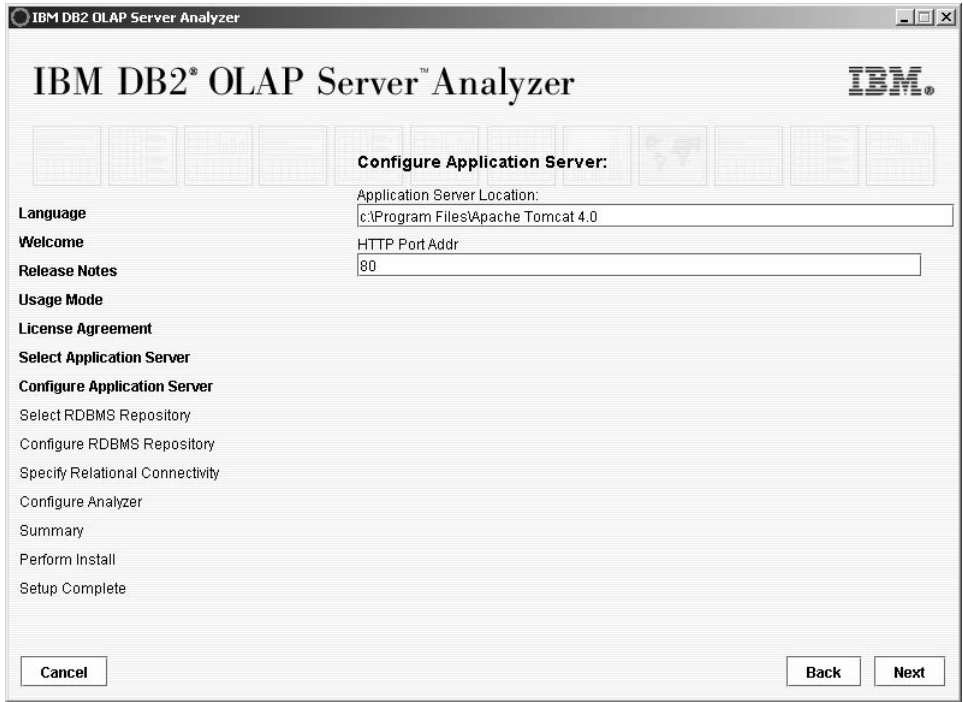 IBM DB2 OLAP Server Analyzer
IBM DB2® OLAP Server™ Analyzer
IBM®
Configure Application Server:
Application Server Location:
c:\Program Files\Apache Tomcat 4.0
HTTP Port Addr
80
Language
Welcome
Release Notes
Usage Mode
License Agreement
Select Application Server
Configure Application Server
Select RDBMS Repository
Configure RDBMS Repository
Specify Relational Connectivity
Configure Analyzer
Summary
Perform Install
Setup Complete
Cancel
Back
Next